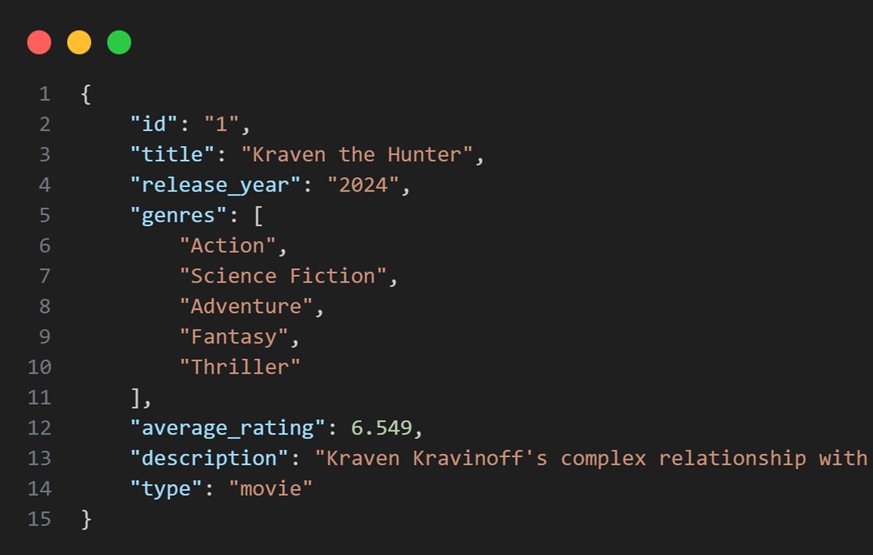 1 {
2     "id": "1",
3     "title": "Kraven the Hunter",
4     "release_year": "2024",
5     "genres": [
6         "Action",
7         "Science Fiction",
8         "Adventure",
9         "Fantasy",
10         "Thriller"
11     ],
12     "average_rating": 6.549,
13     "description": "Kraven Kravinoff's complex relationship with
14     "type": "movie"
15 }